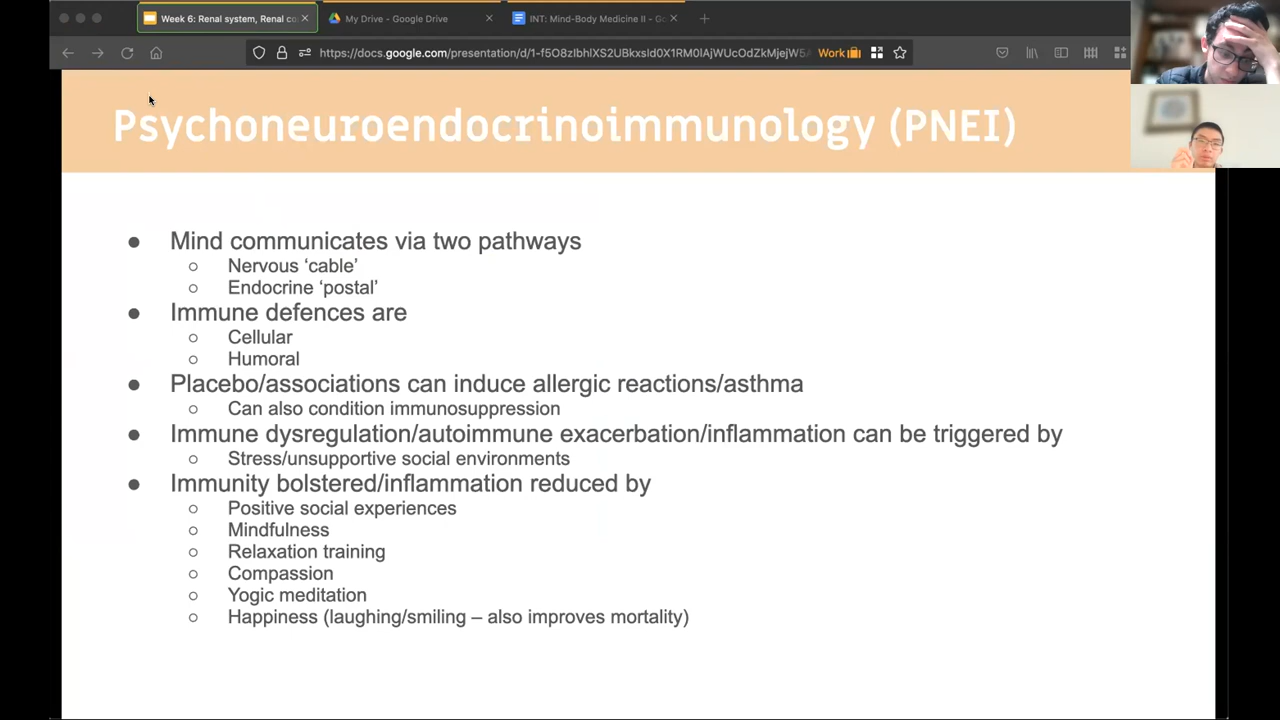 Week 6: Renal system, Renal co
My Drive - Google Drive
INT: Mind-Body Medicine II - Go
https://docs.google.com/presentation/d/1-f5O8zIbhIXS2UBkxsld0X1RM0lAjWUcOdZkMjejW5A
Work
Psychoneuroendocrinoimmunology (PNEI)
● Mind communicates via two pathways
○ Nervous ‘cable’
○ Endocrine ‘postal’
● Immune defences are
○ Cellular
○ Humoral
● Placebo/associations can induce allergic reactions/asthma
○ Can also condition immunosuppression
● Immune dysregulation/autoimmune exacerbation/inflammation can be triggered by
○ Stress/unsupportive social environments
● Immunity bolstered/inflammation reduced by
○ Positive social experiences
○ Mindfulness
○ Relaxation training
○ Compassion
○ Yogic meditation
○ Happiness (laughing/smiling – also improves mortality)